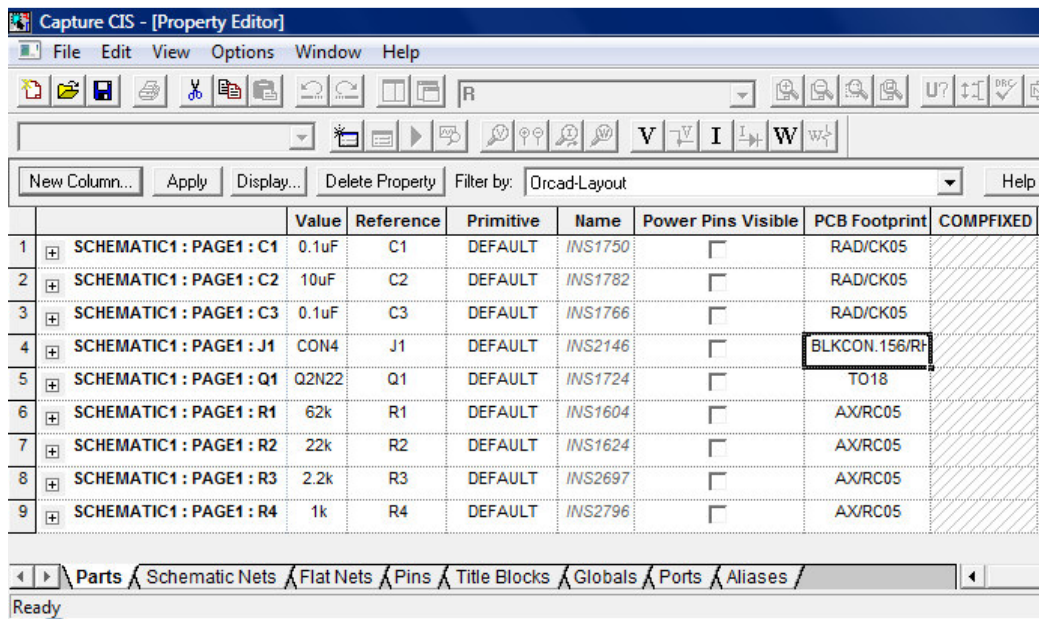 Capture CIS - [Property Editor]
File Edit View Options Window Help
R U? DRC
V V I I W W
New Column... Apply Display... Delete Property Filter by: Orcad-Layout Help
Value Reference Primitive Name Power Pins Visible PCB Footprint COMPFIXED
1 SCHEMATIC1 : PAGE1 : C1 0.1uF C1 DEFAULT INS1750 RAD/CK05
2 SCHEMATIC1 : PAGE1 : C2 10uF C2 DEFAULT INS1782 RAD/CK05
3 SCHEMATIC1 : PAGE1 : C3 0.1uF C3 DEFAULT INS1766 RAD/CK05
4 SCHEMATIC1 : PAGE1 : J1 CON4 J1 DEFAULT INS2146 BLKCON.156/RH
5 SCHEMATIC1 : PAGE1 : Q1 Q2N22 Q1 DEFAULT INS1724 TO18
6 SCHEMATIC1 : PAGE1 : R1 62k R1 DEFAULT INS1604 AX/RC05
7 SCHEMATIC1 : PAGE1 : R2 22k R2 DEFAULT INS1624 AX/RC05
8 SCHEMATIC1 : PAGE1 : R3 2.2k R3 DEFAULT INS2697 AX/RC05
9 SCHEMATIC1 : PAGE1 : R4 1k R4 DEFAULT INS2796 AX/RC05
Parts Schematic Nets Flat Nets Pins Title Blocks Globals Ports Aliases
Ready